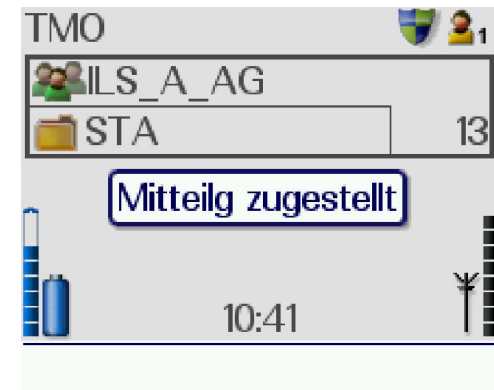 TMO 1
ILS_A_AG
STA 13
Mitteilg zugestellt
10:41